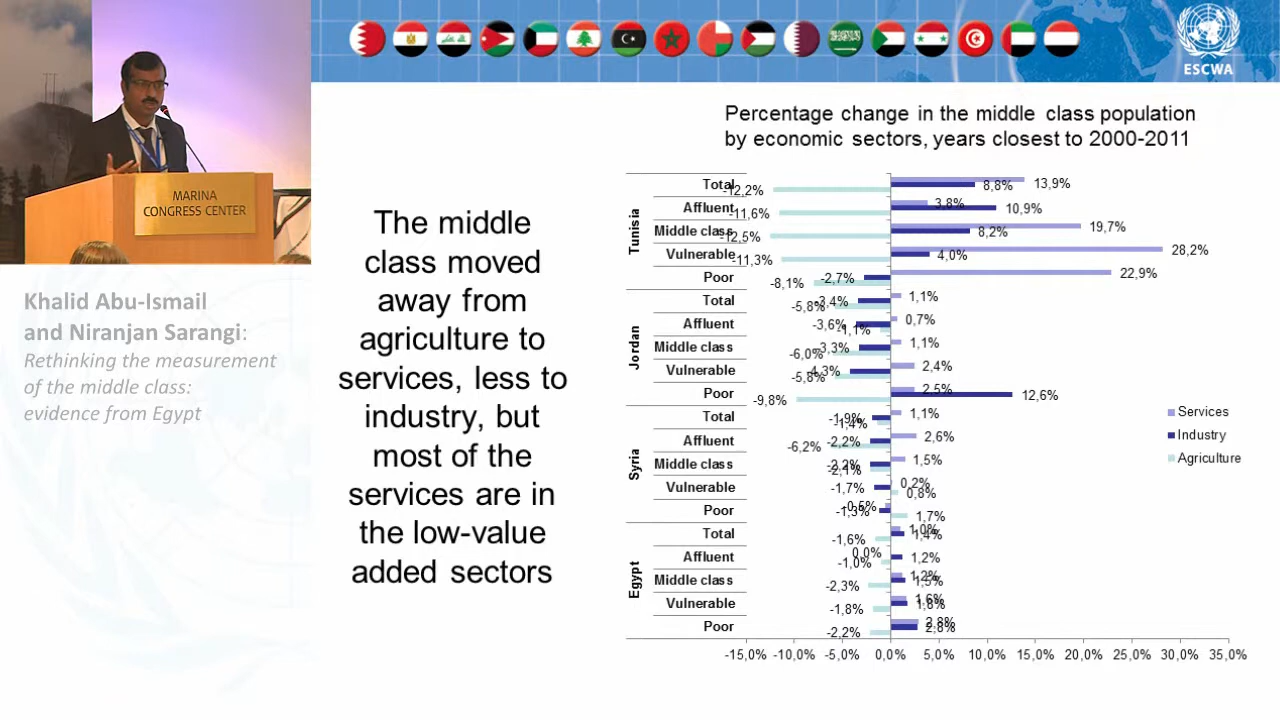 MARINA
CONGRESS CENTER
Khalid Abu-Ismail
and Niranjan Sarangi:
Rethinking the measurement
of the middle class:
evidence from Egypt
ESCWA
The middle
class moved
away from
agriculture to
services, less to
industry, but
most of the
services are in
the low-value
added sectors
Percentage change in the middle class population
by economic sectors, years closest to 2000-2011
Tunisia
Total -12,2% 8,8% 13,9%
Affluent -11,6% 3,8% 10,9%
Middle class -12,5% 8,2% 19,7%
Vulnerable -11,3% 4,0% 28,2%
Poor -8,1% -2,7% 22,9%
Jordan
Total -5,8% -3,4% 1,1%
Affluent -3,6% -1,1% 0,7%
Middle class -6,0% -3,3% 1,1%
Vulnerable -5,8% -4,3% 2,4%
Poor -9,8% 2,5% 12,6%
Syria
Total -1,9% -1,4% 1,1%
Affluent -6,2% -2,2% 2,6%
Middle class -2,2% -2,1% 1,5%
Vulnerable -1,7% 0,2% 0,8%
Poor -0,5% -1,3% 1,7%
Egypt
Total -1,6% 1,0% 1,4%
Affluent 0,0% -1,0% 1,2%
Middle class -2,3% 1,2% 1,5%
Vulnerable -1,8% 1,6% 1,8%
Poor -2,2% 2,8% 2,8%
Services
Industry
Agriculture
-15,0% -10,0% -5,0% 0,0% 5,0% 10,0% 15,0% 20,0% 25,0% 30,0% 35,0%